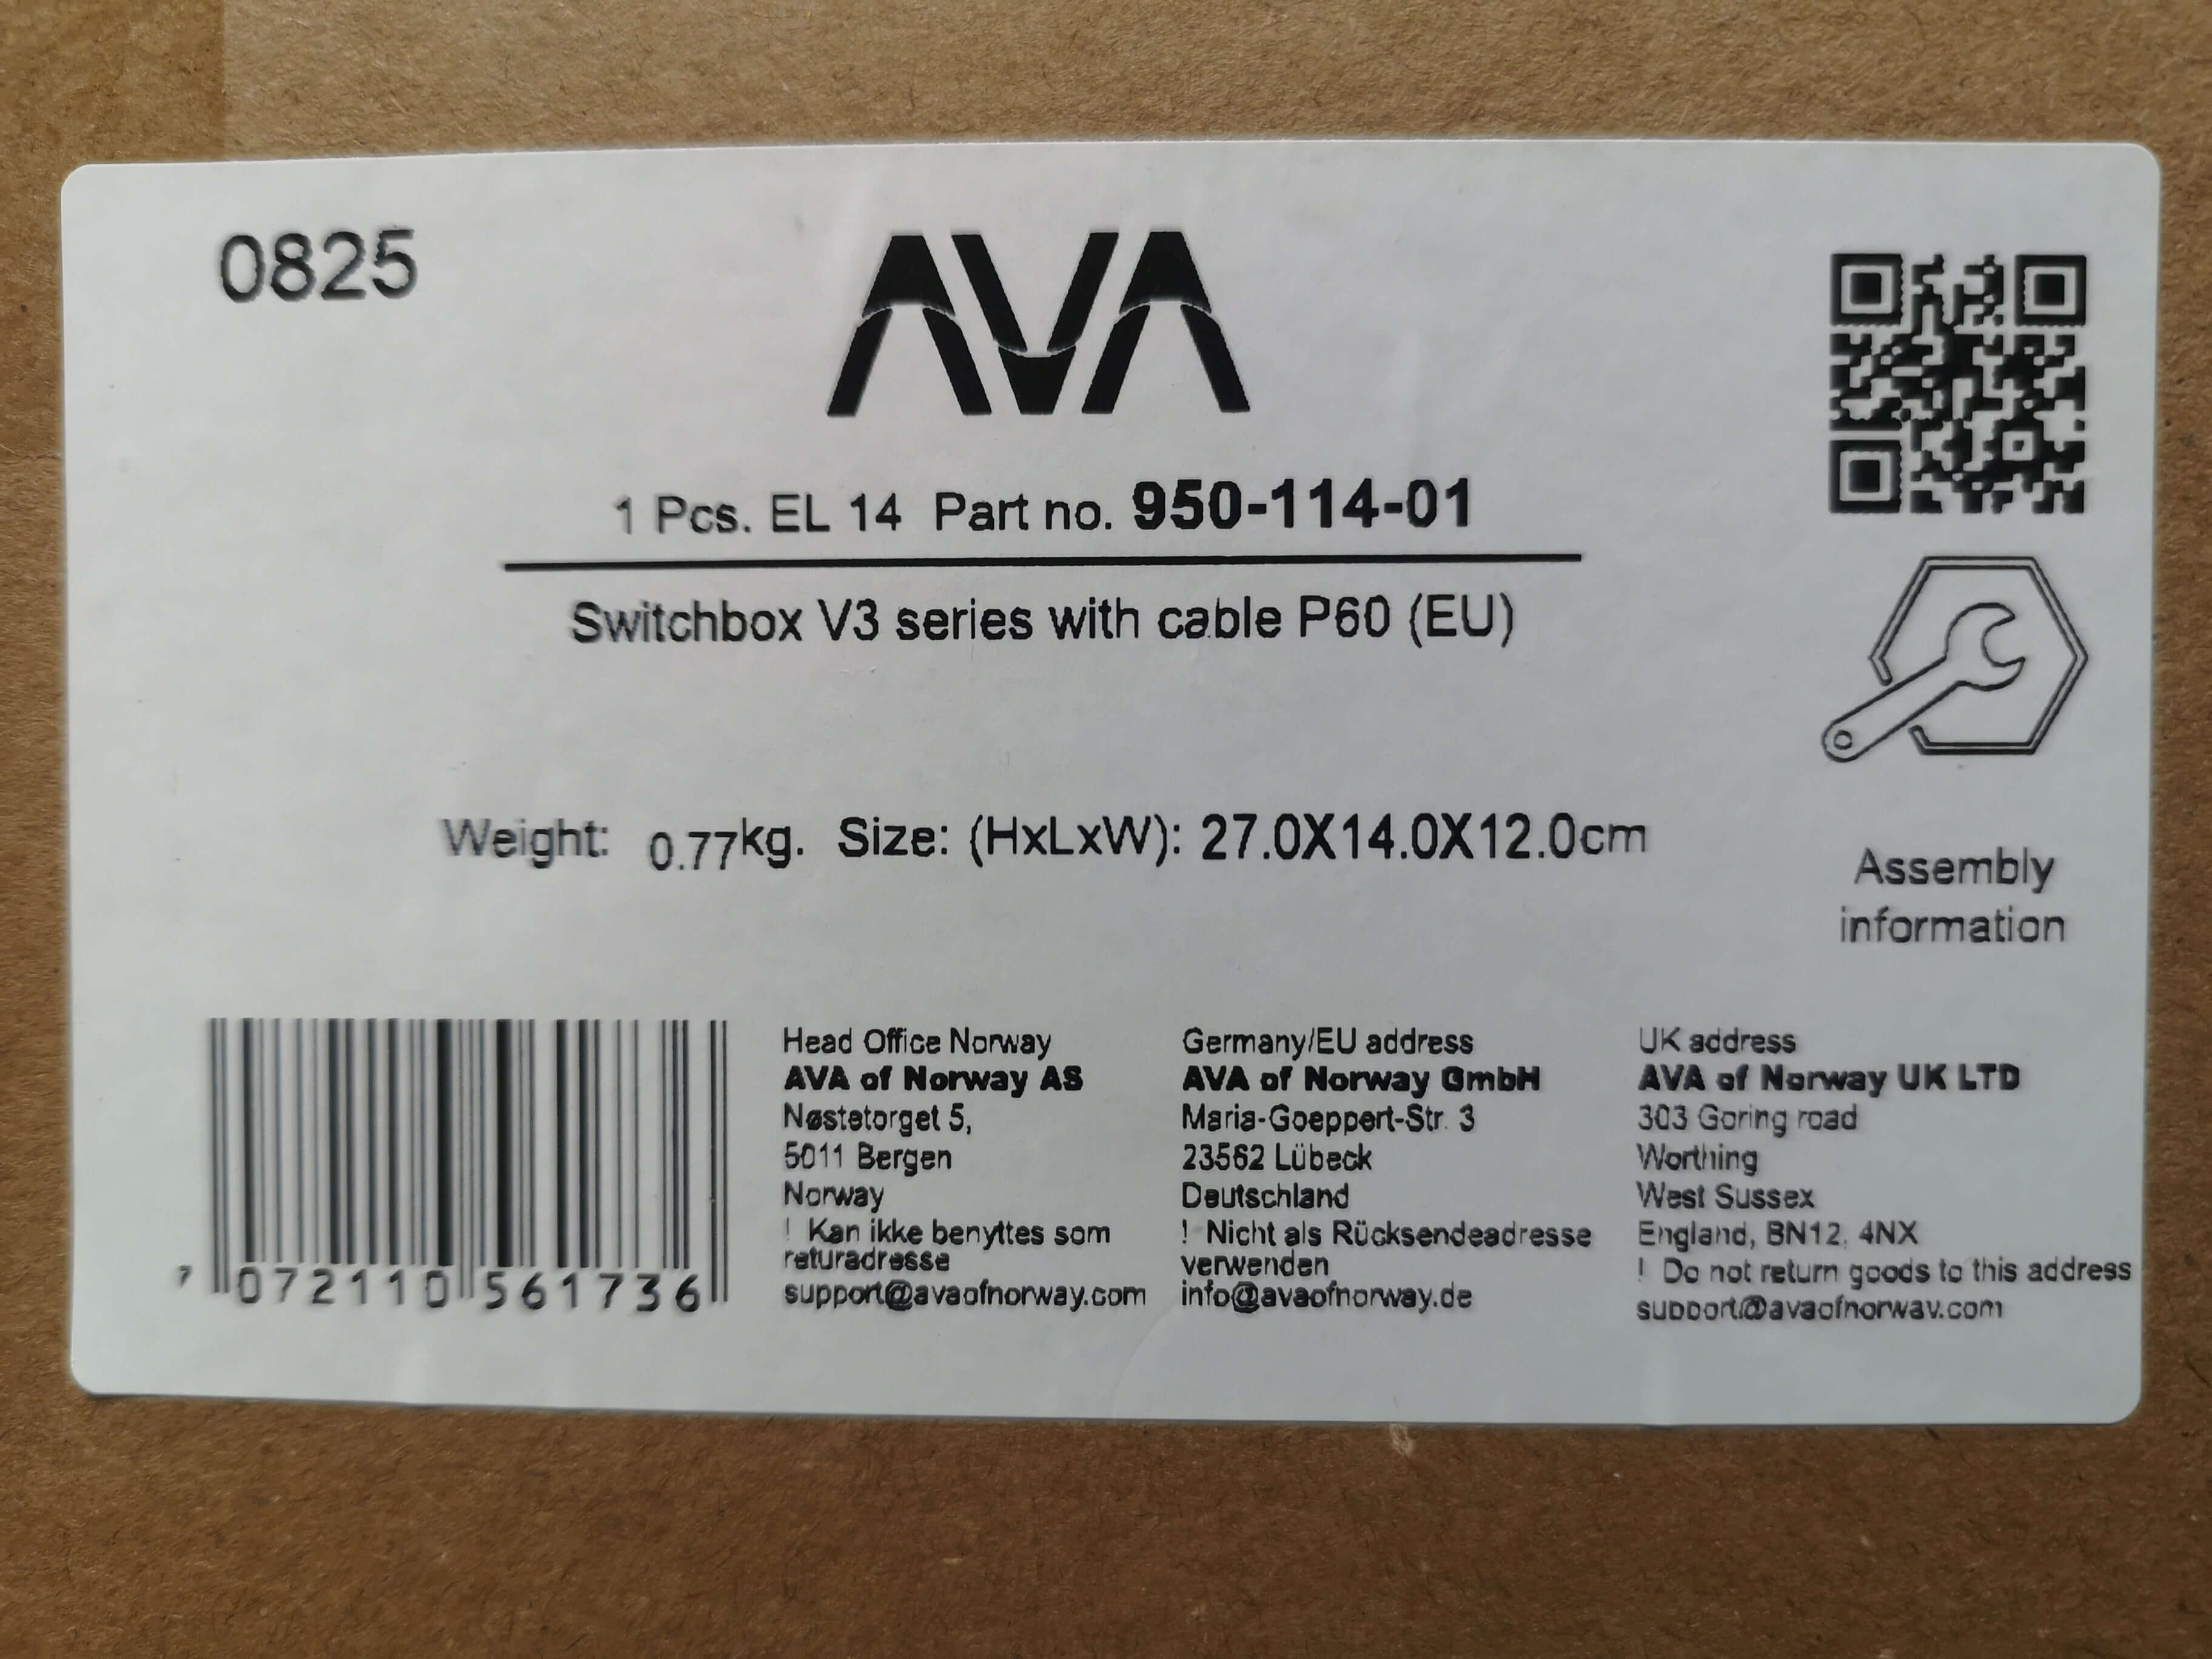 0825
AVA
1 Pcs. EL 14 Part no. 950-114-01
Switchbox V3 series with cable P60 (EU)
Weight: 0.77kg. Size: (HxLxW): 27.0X14.0X12.0cm
Assembly
information
7 072110 561736
Head Office Norway
AVA of Norway AS
Nøstetorget 5,
5011 Bergen
Norway
! Kan ikke benyttes som
returadresse
support@avaofnorway.com
Germany/EU address
AVA of Norway GmbH
Maria-Goeppert-Str. 3
23562 Lübeck
Deutschland
! Nicht als Rücksendeadresse
verwenden
info@avaofnorway.de
UK address
AVA of Norway UK LTD
303 Goring road
Worthing
West Sussex
England, BN12, 4NX
! Do not return goods to this address
support@avaofnorway.com